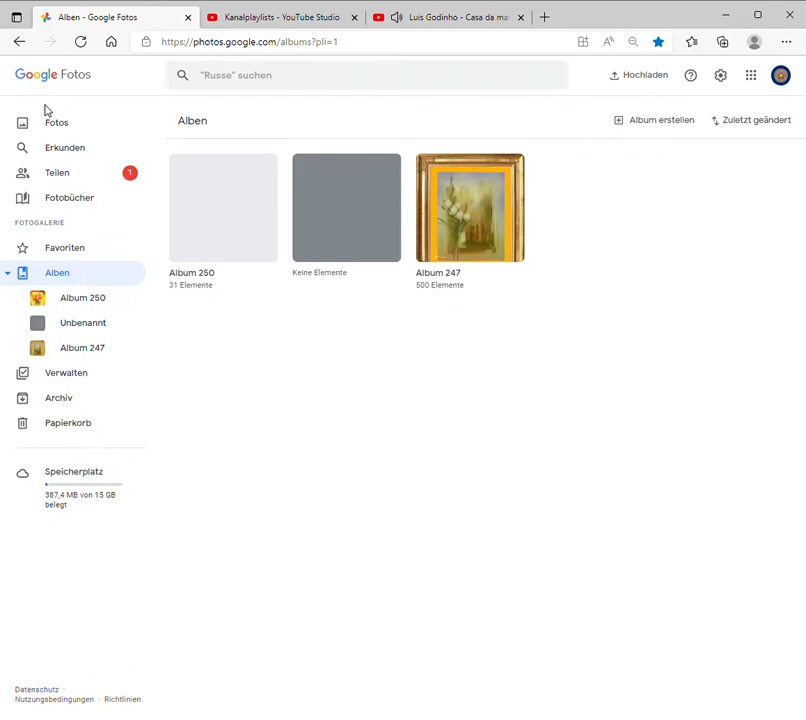 Alben - Google Fotos
Kanalplaylists - YouTube Studio
Luis Godinho - Casa da ma
https://photos.google.com/albums?pli=1
Google Fotos
"Russe" suchen
Hochladen
Fotos
Alben
Album erstellen
Zuletzt geändert
Erkunden
Teilen
1
Fotobücher
FOTOGALERIE
Favoriten
Alben
Album 250
31 Elemente
Keine Elemente
Album 247
500 Elemente
Album 250
Unbenannt
Album 247
Verwalten
Archiv
Papierkorb
Speicherplatz
387,4 MB von 15 GB
belegt
Datenschutz ·
Nutzungsbedingungen · Richtlinien